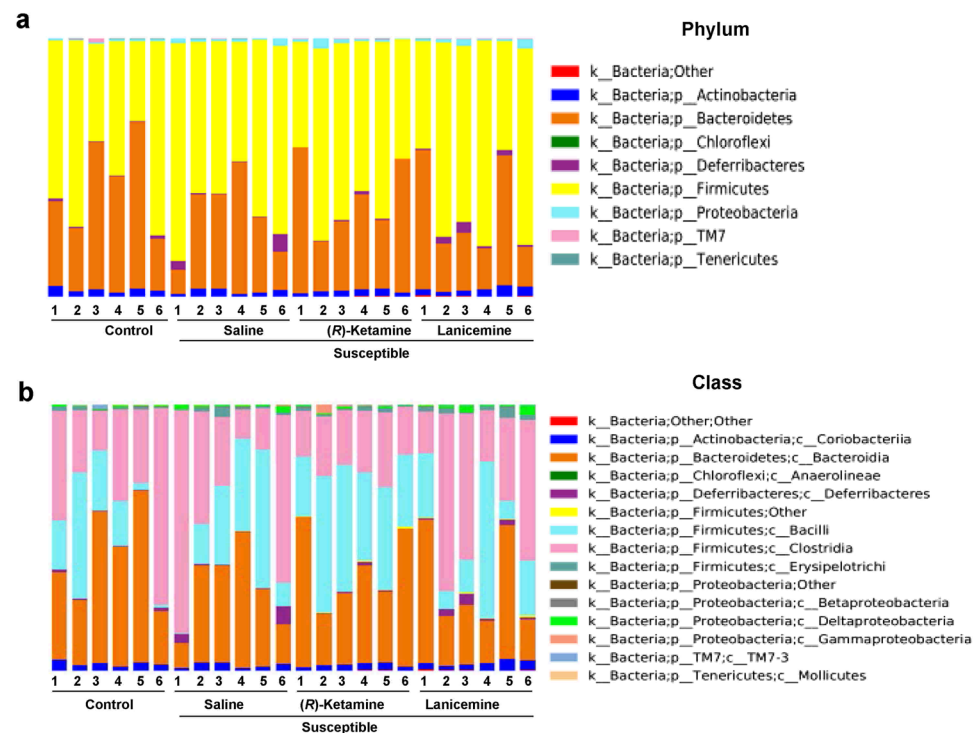 a
Phylum
k__Bacteria;Other
k__Bacteria;p__Actinobacteria
k__Bacteria;p__Bacteroidetes
k__Bacteria;p__Chloroflexi
k__Bacteria;p__Deferribacteres
k__Bacteria;p__Firmicutes
k__Bacteria;p__Proteobacteria
k__Bacteria;p__TM7
k__Bacteria;p__Tenericutes
1 2 3 4 5 6 1 2 3 4 5 6 1 2 3 4 5 6 1 2 3 4 5 6
Control Saline (R)-Ketamine Lanicemine
Susceptible
b
Class
k__Bacteria;Other;Other
k__Bacteria;p__Actinobacteria;c__Coriobacteriia
k__Bacteria;p__Bacteroidetes;c__Bacteroidia
k__Bacteria;p__Chloroflexi;c__Anaerolineae
k__Bacteria;p__Deferribacteres;c__Deferribacteres
k__Bacteria;p__Firmicutes;Other
k__Bacteria;p__Firmicutes;c__Bacilli
k__Bacteria;p__Firmicutes;c__Clostridia
k__Bacteria;p__Firmicutes;c__Erysipelotrichi
k__Bacteria;p__Proteobacteria;Other
k__Bacteria;p__Proteobacteria;c__Betaproteobacteria
k__Bacteria;p__Proteobacteria;c__Deltaproteobacteria
k__Bacteria;p__Proteobacteria;c__Gammaproteobacteria
k__Bacteria;p__TM7;c__TM7-3
k__Bacteria;p__Tenericutes;c__Mollicutes
1 2 3 4 5 6 1 2 3 4 5 6 1 2 3 4 5 6 1 2 3 4 5 6
Control Saline (R)-Ketamine Lanicemine
Susceptible